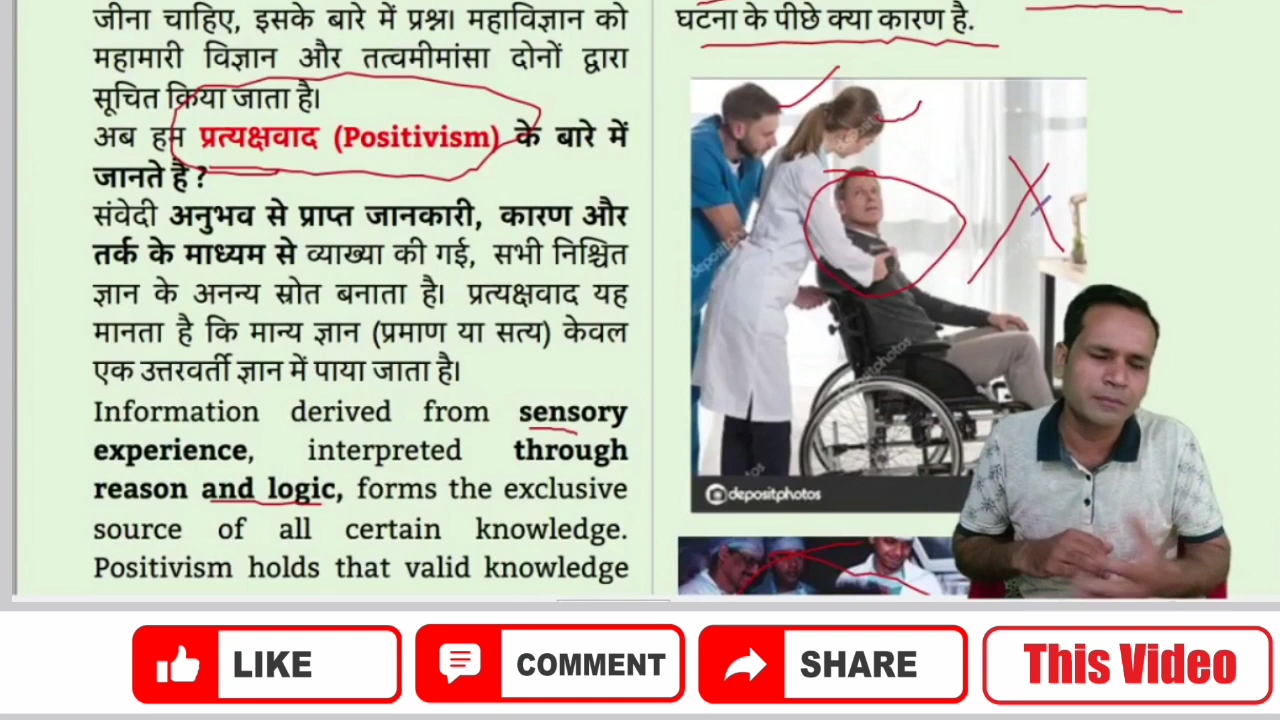 जीना चाहिए, इसके बारे में प्रश्न। महाविज्ञान को
महामारी विज्ञान और तत्वमीमांसा दोनों द्वारा
सूचित किया जाता है।
अब हम प्रत्यक्षवाद (Positivism) के बारे में
जानते है ?
संवेदी अनुभव से प्राप्त जानकारी, कारण और
तर्क के माध्यम से व्याख्या की गई, सभी निश्चित
ज्ञान के अनन्य स्रोत बनाता है। प्रत्यक्षवाद यह
मानता है कि मान्य ज्ञान (प्रमाण या सत्य) केवल
एक उत्तरवर्ती ज्ञान में पाया जाता है।
Information derived from sensory
experience, interpreted through
reason and logic, forms the exclusive
source of all certain knowledge.
Positivism holds that valid knowledge
घटना के पीछे क्या कारण है.
depositphotos
depositphotos
depositphotos
LIKE
COMMENT
SHARE
This Video